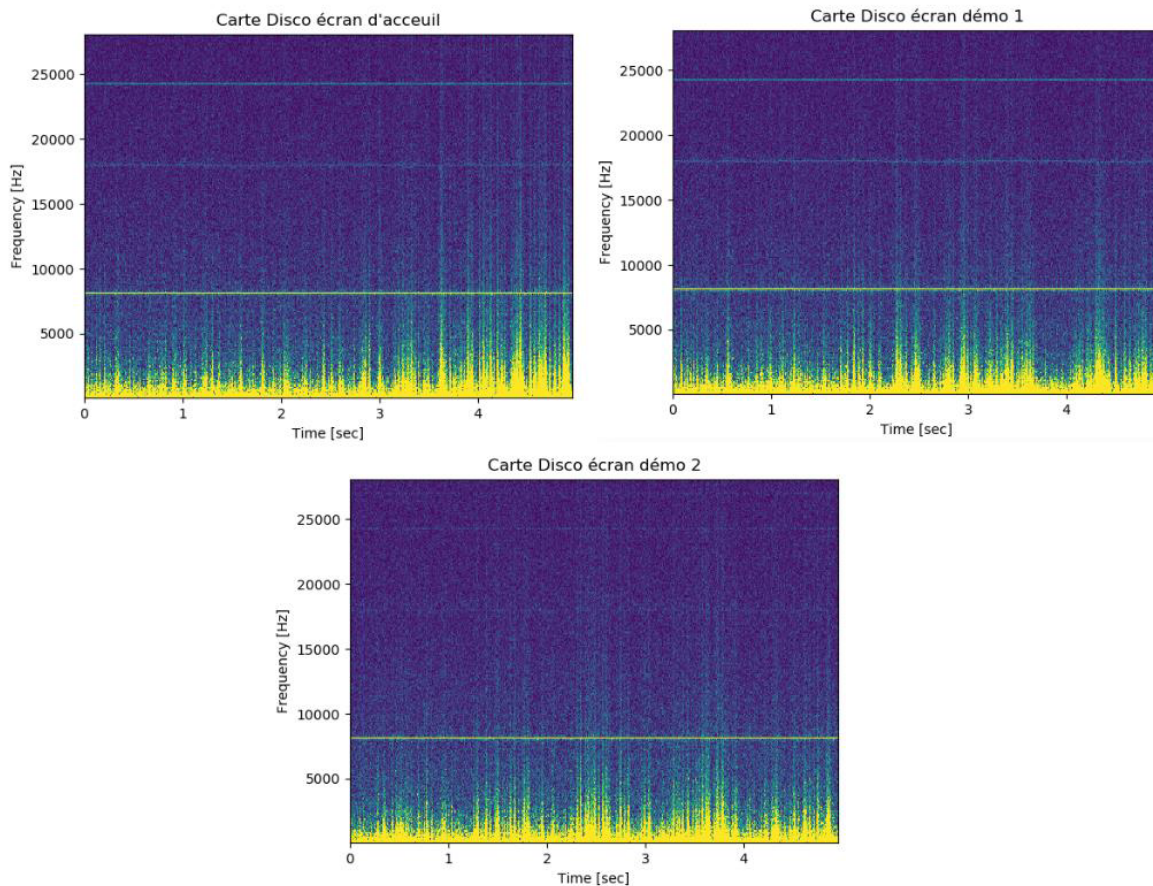 Carte Disco écran d'acceuil
25000
20000
15000
10000
5000
Frequency [Hz]
0 1 2 3 4
Time [sec]
Carte Disco écran démo 1
25000
20000
15000
10000
5000
Frequency [Hz]
0 1 2 3 4
Time [sec]
Carte Disco écran démo 2
25000
20000
15000
10000
5000
Frequency [Hz]
0 1 2 3 4
Time [sec]